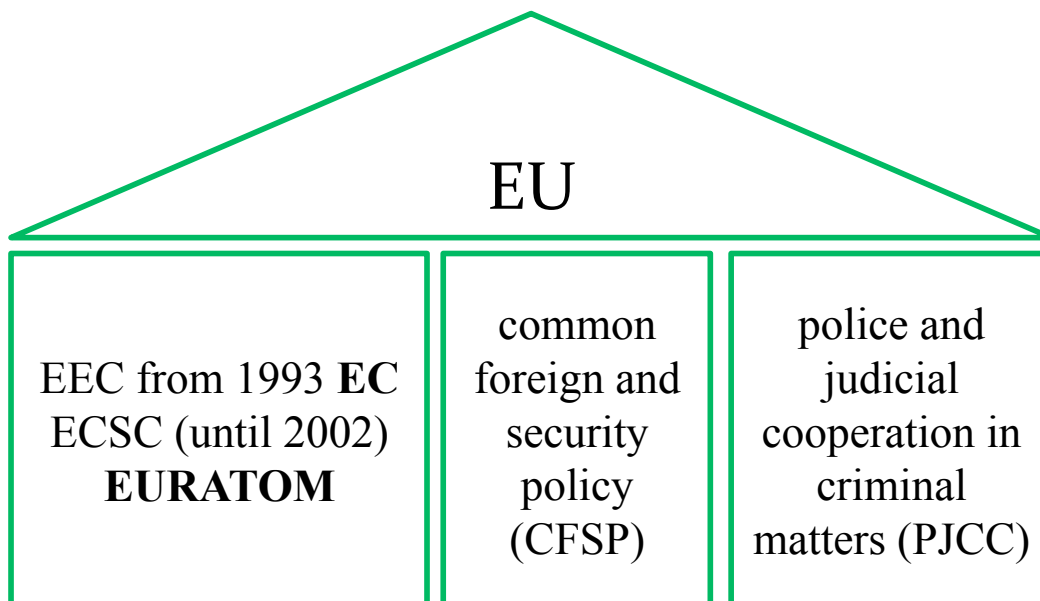 EU
EEC from 1993 EC
ECSC (until 2002)
EURATOM
common
foreign and
security
policy
(CFSP)
police and
judicial
cooperation in
criminal
matters (PJCC)